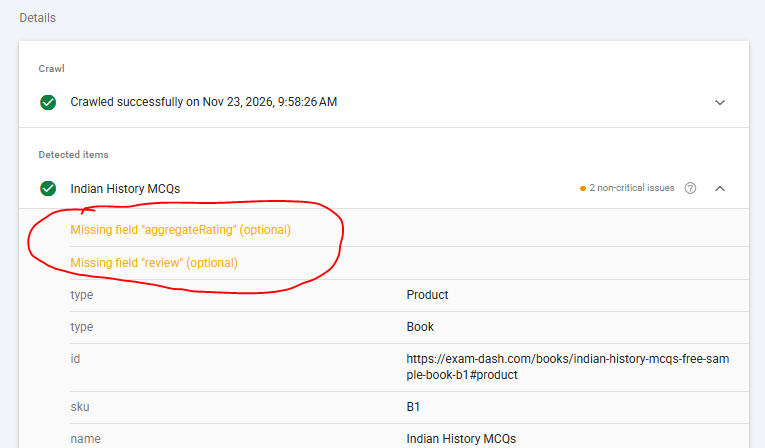 Details
Crawl
Crawled successfully on Nov 23, 2026, 9:58:26 AM
Detected items
Indian History MCQs 2 non-critical issues
Missing field "aggregateRating" (optional)
Missing field "review" (optional)
type Product
type Book
id https://exam-dash.com/books/indian-history-mcqs-free-sam
ple-book-b1#product
sku B1
name Indian History MCQs